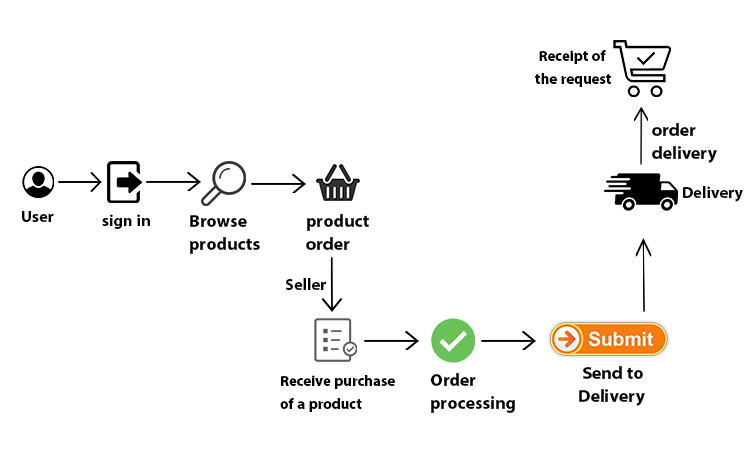 Receipt of
the request
order
delivery
Delivery
User
sign in
Browse
products
product
order
Seller
Submit
Receive purchase
of a product
Order
processing
Send to
Delivery